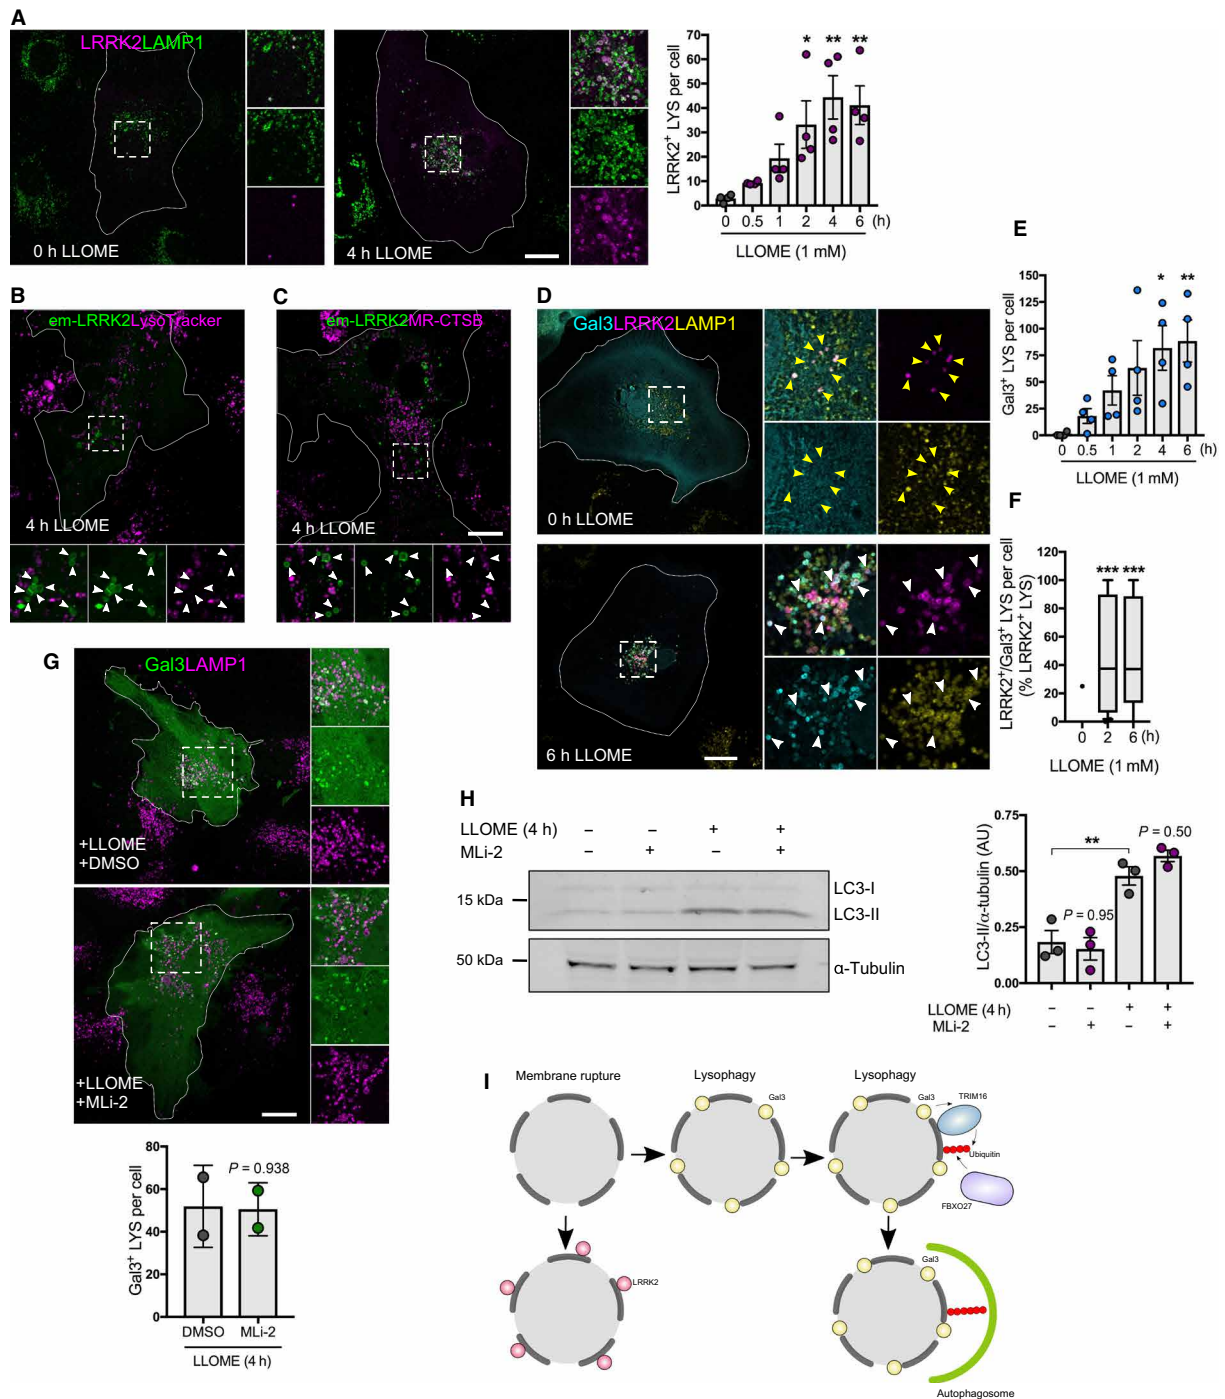 A
LRRK2LAMP1
0 h LLOME
4 h LLOME
LRRK2⁺ LYS per cell
70
60
50
40
30
20
10
0
* ** **
0 0.5 1 2 4 6 (h)
LLOME (1 mM)
B
em-LRRK2LysoTracker
4 h LLOME
C
em-LRRK2MR-CTSB
4 h LLOME
D
Gal3LRRK2LAMP1
0 h LLOME
6 h LLOME
E
Gal3⁺ LYS per cell
150
125
100
75
50
25
0
* **
0 0.5 1 2 4 6 (h)
LLOME (1 mM)
F
LRRK2⁺/Gal3⁺ LYS per cell
(% LRRK2⁺ LYS)
120
100
80
60
40
20
0
*** ***
0 2 6 (h)
LLOME (1 mM)
G
Gal3LAMP1
+LLOME
+DMSO
+LLOME
+MLi-2
Gal3⁺ LYS per cell
80
60
40
20
0
P = 0.938
DMSO MLi-2
LLOME (4 h)
H
LLOME (4 h) – – + +
MLi-2 – + – +
15 kDa
LC3-I
LC3-II
50 kDa
α-Tubulin
LC3-II/α-tubulin (AU)
0.75
0.50
0.25
0.00
**
P = 0.95
P = 0.50
LLOME (4 h) – – + +
MLi-2 – + – +
I
Membrane rupture
Lysophagy
Lysophagy
Gal3
Gal3
TRIM16
Ubiquitin
FBXO27
LRRK2
Gal3
Autophagosome